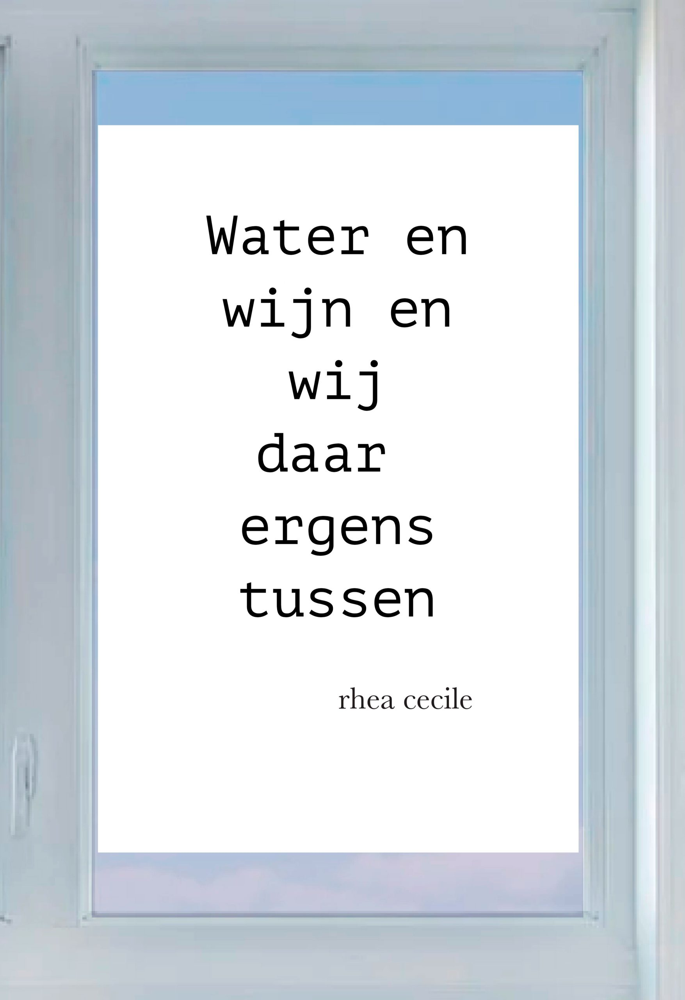 Water en
wijn en
wij
daar
ergens
tussen
rhea cecile